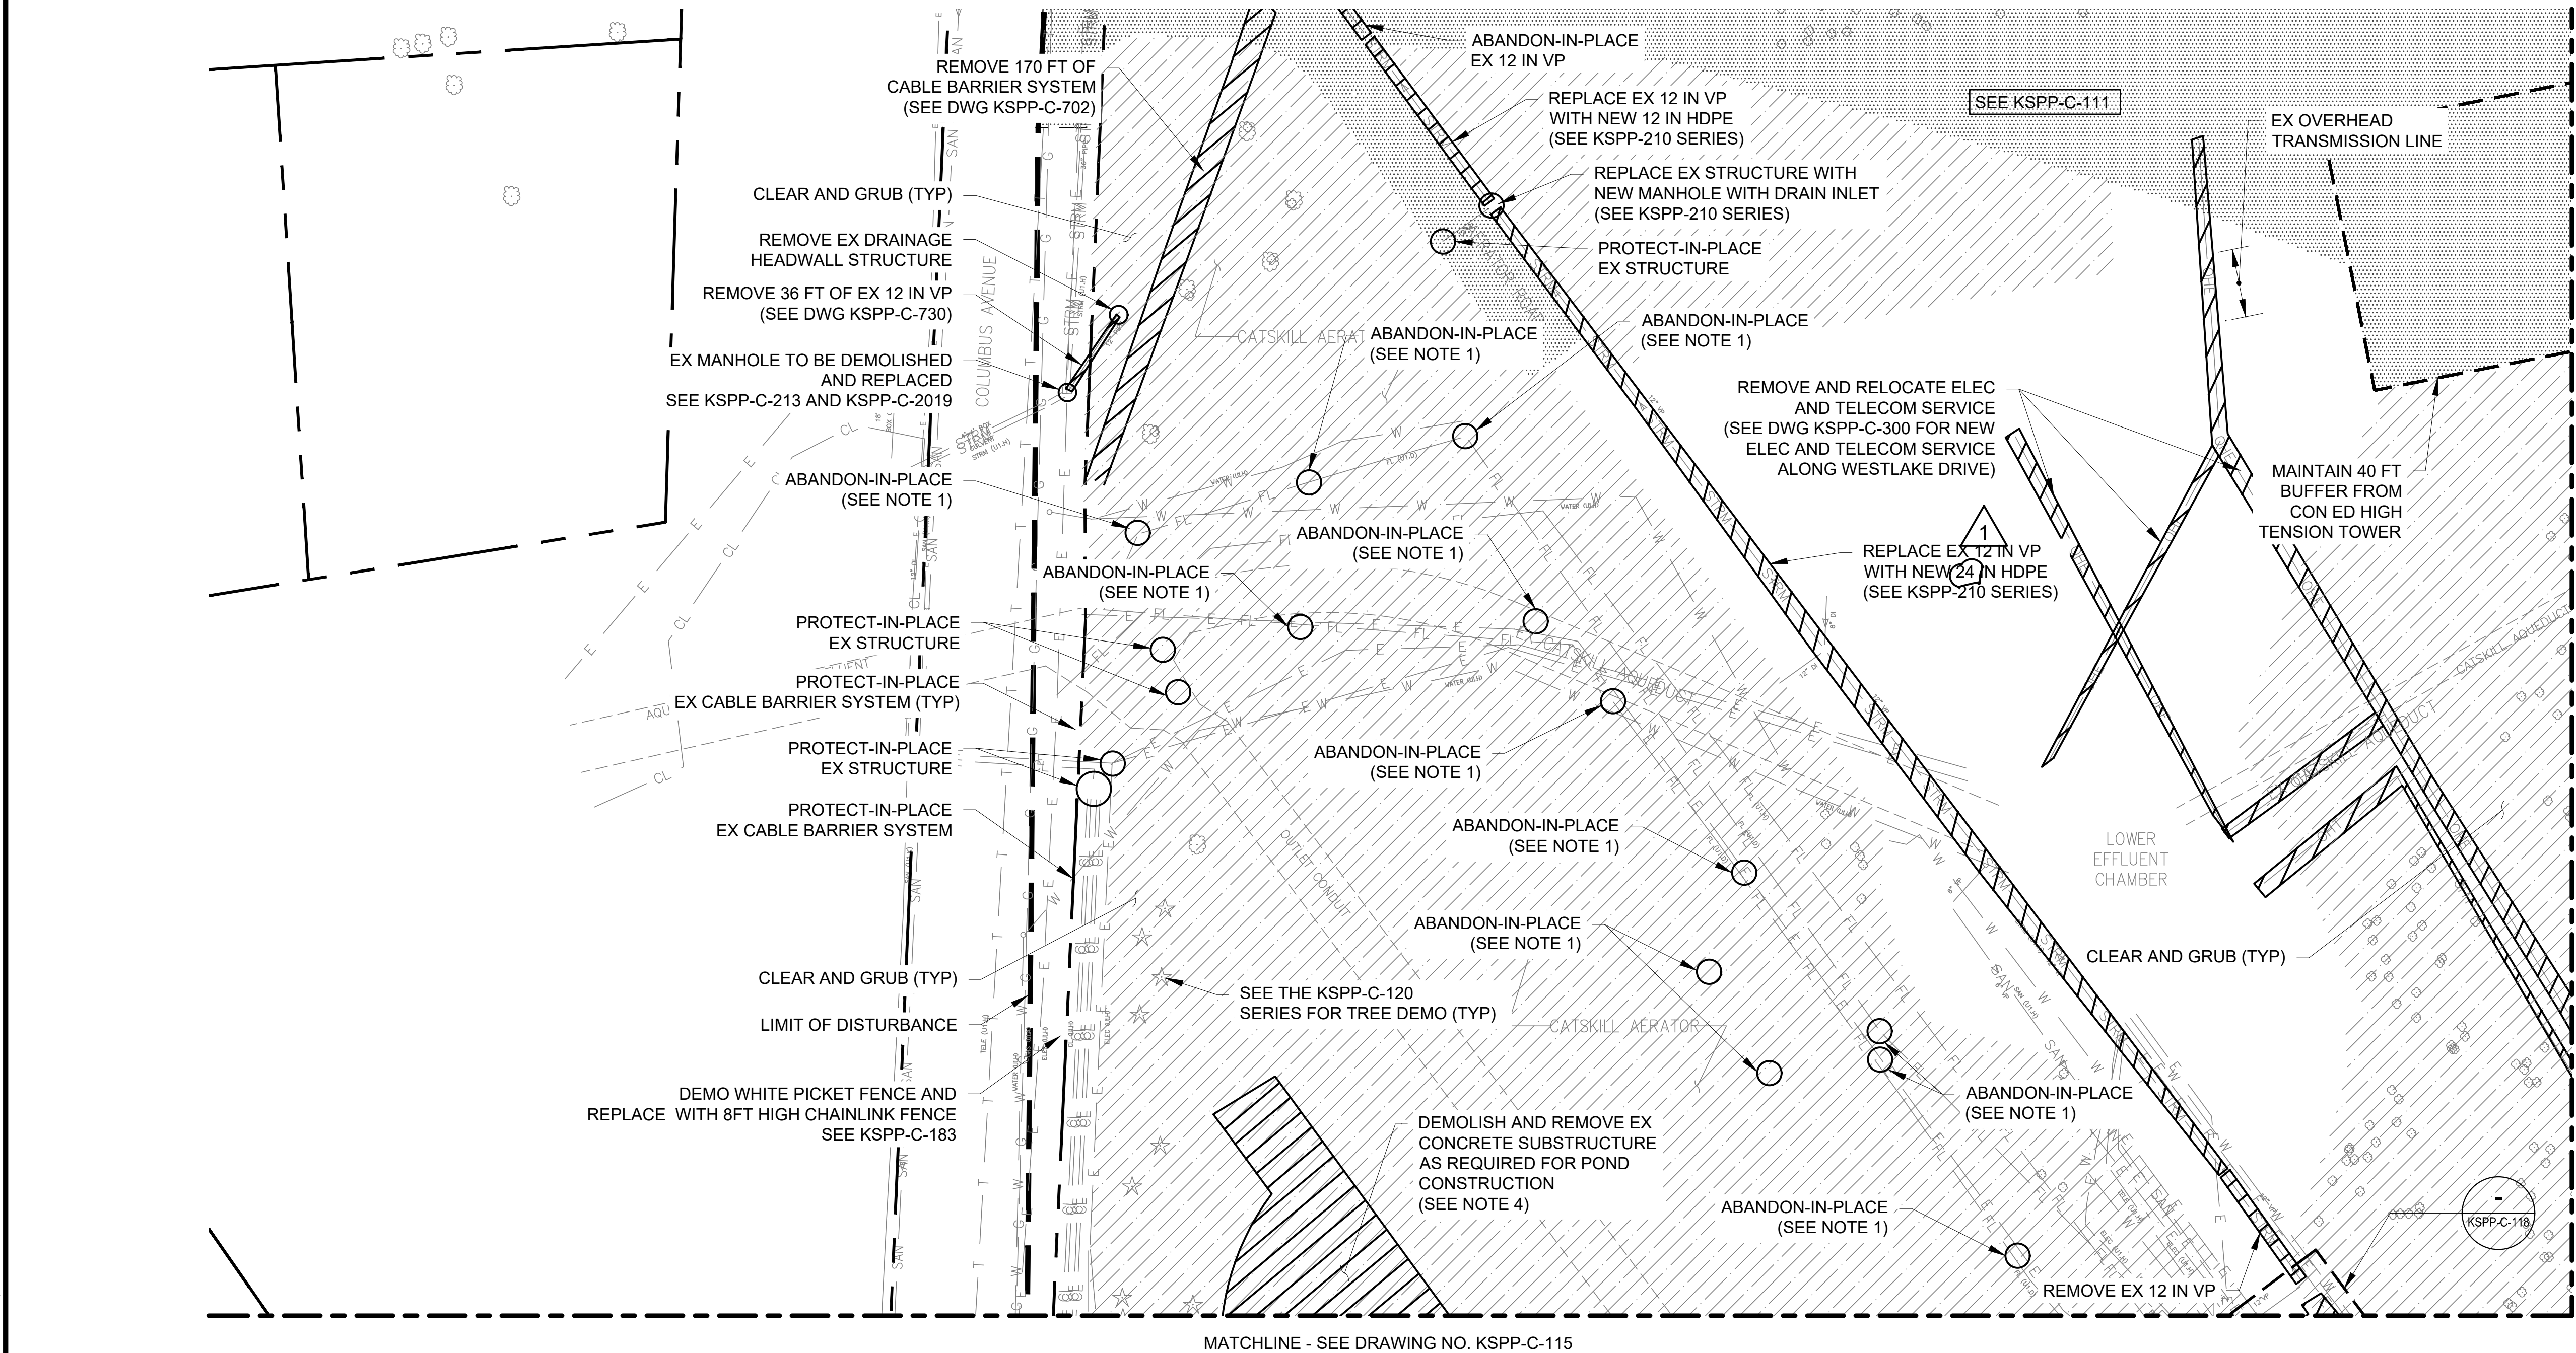 REMOVE 170 FT OF
CABLE BARRIER SYSTEM
(SEE DWG KSPP-C-702)
ABANDON-IN-PLACE
EX 12 IN VP
REPLACE EX 12 IN VP
WITH NEW 12 IN HDPE
(SEE KSPP-210 SERIES)
SEE KSPP-C-111
EX OVERHEAD
TRANSMISSION LINE
CLEAR AND GRUB (TYP)
REPLACE EX STRUCTURE WITH
NEW MANHOLE WITH DRAIN INLET
(SEE KSPP-210 SERIES)
REMOVE EX DRAINAGE
HEADWALL STRUCTURE
PROTECT-IN-PLACE
EX STRUCTURE
REMOVE 36 FT OF EX 12 IN VP
(SEE DWG KSPP-C-730)
COLUMBUS AVENUE
CATSKILL AERAT
ABANDON-IN-PLACE
(SEE NOTE 1)
ABANDON-IN-PLACE
(SEE NOTE 1)
EX MANHOLE TO BE DEMOLISHED
AND REPLACED
SEE KSPP-C-213 AND KSPP-C-2019
REMOVE AND RELOCATE ELEC
AND TELECOM SERVICE
(SEE DWG KSPP-C-300 FOR NEW
ELEC AND TELECOM SERVICE
ALONG WESTLAKE DRIVE)
MAINTAIN 40 FT
BUFFER FROM
CON ED HIGH
TENSION TOWER
ABANDON-IN-PLACE
(SEE NOTE 1)
ABANDON-IN-PLACE
(SEE NOTE 1)
1
REPLACE EX 12 IN VP
WITH NEW 24 IN HDPE
(SEE KSPP-210 SERIES)
ABANDON-IN-PLACE
(SEE NOTE 1)
PROTECT-IN-PLACE
EX STRUCTURE
CATSKILL AQUEDUCT
CATSKILL AQUEDUCT
PROTECT-IN-PLACE
EX CABLE BARRIER SYSTEM (TYP)
PROTECT-IN-PLACE
EX STRUCTURE
ABANDON-IN-PLACE
(SEE NOTE 1)
PROTECT-IN-PLACE
EX CABLE BARRIER SYSTEM
ABANDON-IN-PLACE
(SEE NOTE 1)
OUTLET CONDUIT
LOWER
EFFLUENT
CHAMBER
ABANDON-IN-PLACE
(SEE NOTE 1)
CLEAR AND GRUB (TYP)
CLEAR AND GRUB (TYP)
SEE THE KSPP-C-120
SERIES FOR TREE DEMO (TYP)
CATSKILL AERATOR
LIMIT OF DISTURBANCE
DEMO WHITE PICKET FENCE AND
REPLACE WITH 8FT HIGH CHAINLINK FENCE
SEE KSPP-C-183
ABANDON-IN-PLACE
(SEE NOTE 1)
DEMOLISH AND REMOVE EX
CONCRETE SUBSTRUCTURE
AS REQUIRED FOR POND
CONSTRUCTION
(SEE NOTE 4)
ABANDON-IN-PLACE
(SEE NOTE 1)
-
KSPP-C-118
REMOVE EX 12 IN VP
MATCHLINE - SEE DRAWING NO. KSPP-C-115